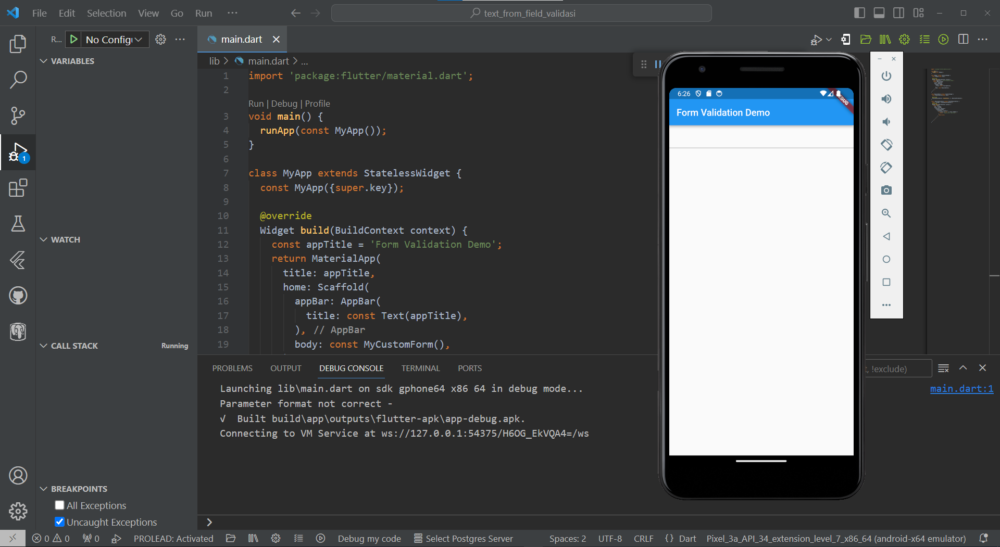 File Edit Selection View Go Run ···
text_from_field_validasi
R... No Config
main.dart
VARIABLES
WATCH
CALL STACK Running
BREAKPOINTS
All Exceptions
Uncaught Exceptions
lib > main.dart > ...
1 import 'package:flutter/material.dart';
2
Run | Debug | Profile
3 void main() {
4 runApp(const MyApp());
5 }
6
7 class MyApp extends StatelessWidget {
8 const MyApp({super.key});
9
10 @override
11 Widget build(BuildContext context) {
12 const appTitle = 'Form Validation Demo';
13 return MaterialApp(
14 title: appTitle,
15 home: Scaffold(
16 appBar: AppBar(
17 title: const Text(appTitle),
18 ), // AppBar
19 body: const MyCustomForm(),
6:26
Form Validation Demo
PROBLEMS OUTPUT DEBUG CONSOLE TERMINAL PORTS
t, !exclude)
Launching lib\main.dart on sdk gphone64 x86 64 in debug mode...
main.dart:1
Parameter format not correct -
√ Built build\app\outputs\flutter-apk\app-debug.apk.
Connecting to VM Service at ws://127.0.0.1:54375/H6OG_EkVQA4=/ws
1
0 0 0 PROLEAD: Activated Debug my code Select Postgres Server Spaces: 2 UTF-8 CRLF {} Dart Pixel_3a_API_34_extension_level_7_x86_64 (android-x64 emulator)